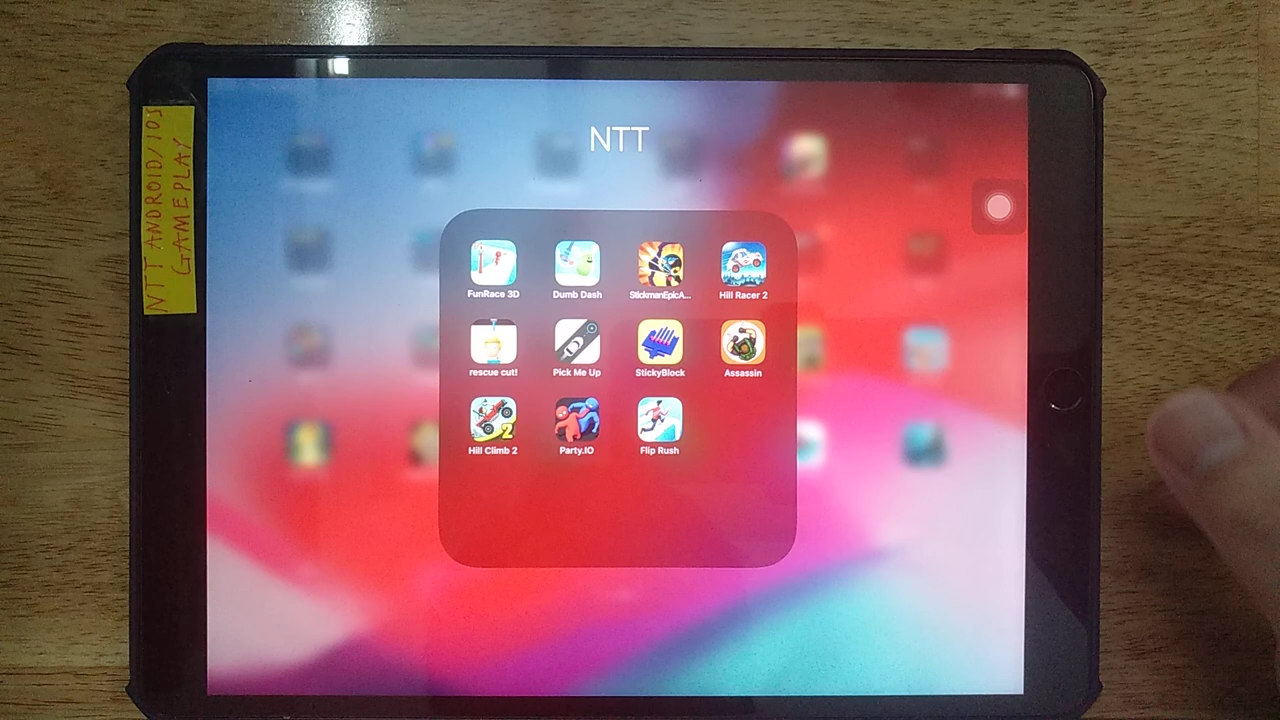 NTT ANDROID/IOS
GAMEPLAY
NTT
FunRace 3D
Dumb Dash
StickmanEpicA...
Hill Racer 2
rescue cut!
Pick Me Up
StickyBlock
Assassin
2
Hill Climb 2
Party.IO
Flip Rush